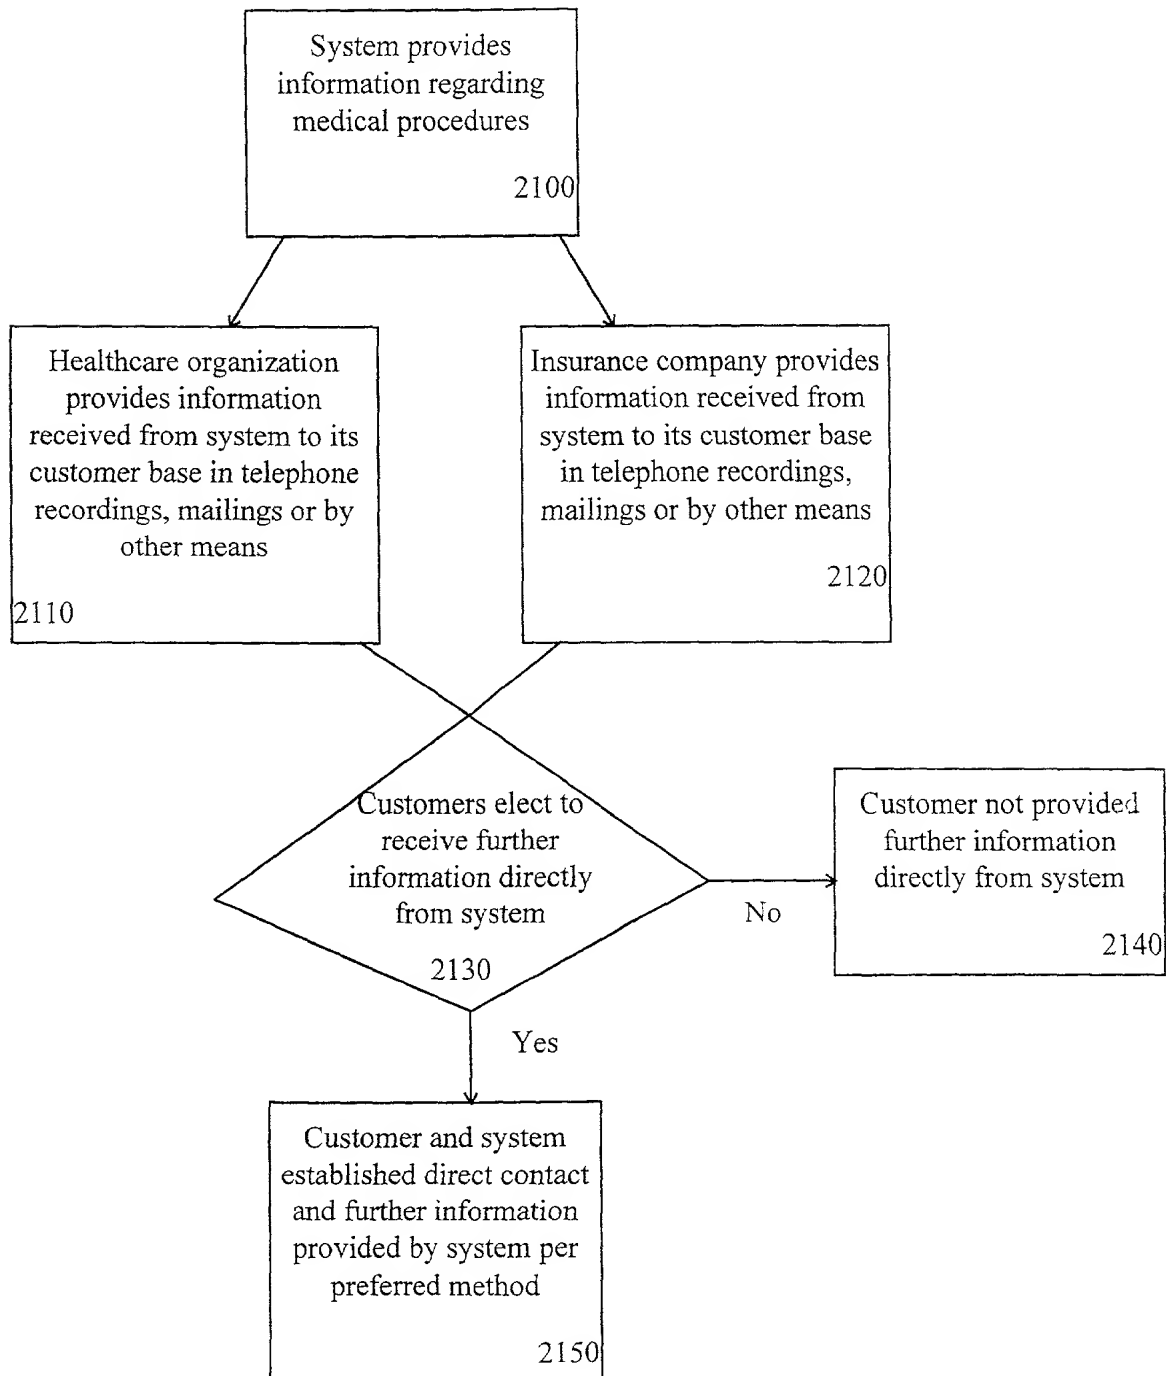 System provides
information regarding
medical procedures
2100
Healthcare organization
provides information
received from system to its
customer base in telephone
recordings, mailings or by
other means
2110
Insurance company provides
information received from
system to its customer base
in telephone recordings,
mailings or by other means
2120
Customers elect to
receive further
information directly
from system
2130
No
Customer not provided
further information
directly from system
2140
Yes
Customer and system
established direct contact
and further information
provided by system per
preferred method
2150